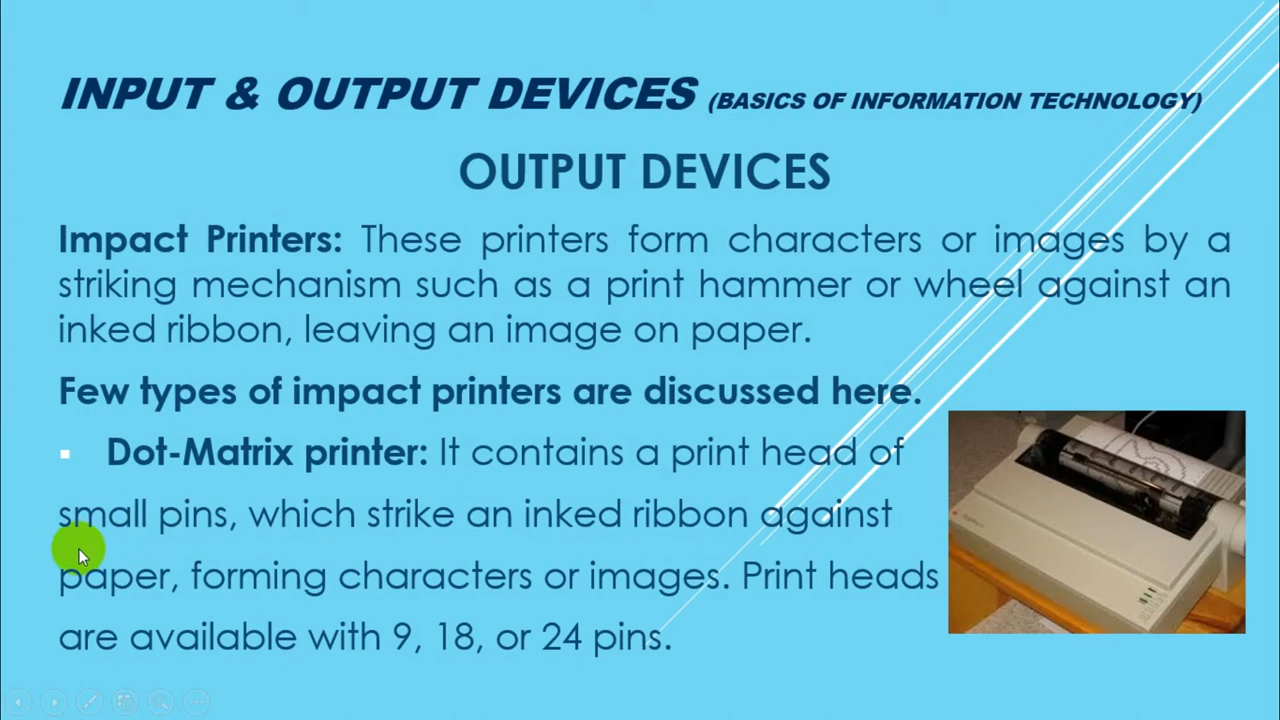 INPUT & OUTPUT DEVICES (BASICS OF INFORMATION TECHNOLOGY)
OUTPUT DEVICES
Impact Printers: These printers form characters or images by a
striking mechanism such as a print hammer or wheel against an
inked ribbon, leaving an image on paper.
Few types of impact printers are discussed here.
▪ Dot-Matrix printer: It contains a print head of
small pins, which strike an inked ribbon against
paper, forming characters or images. Print heads
are available with 9, 18, or 24 pins.